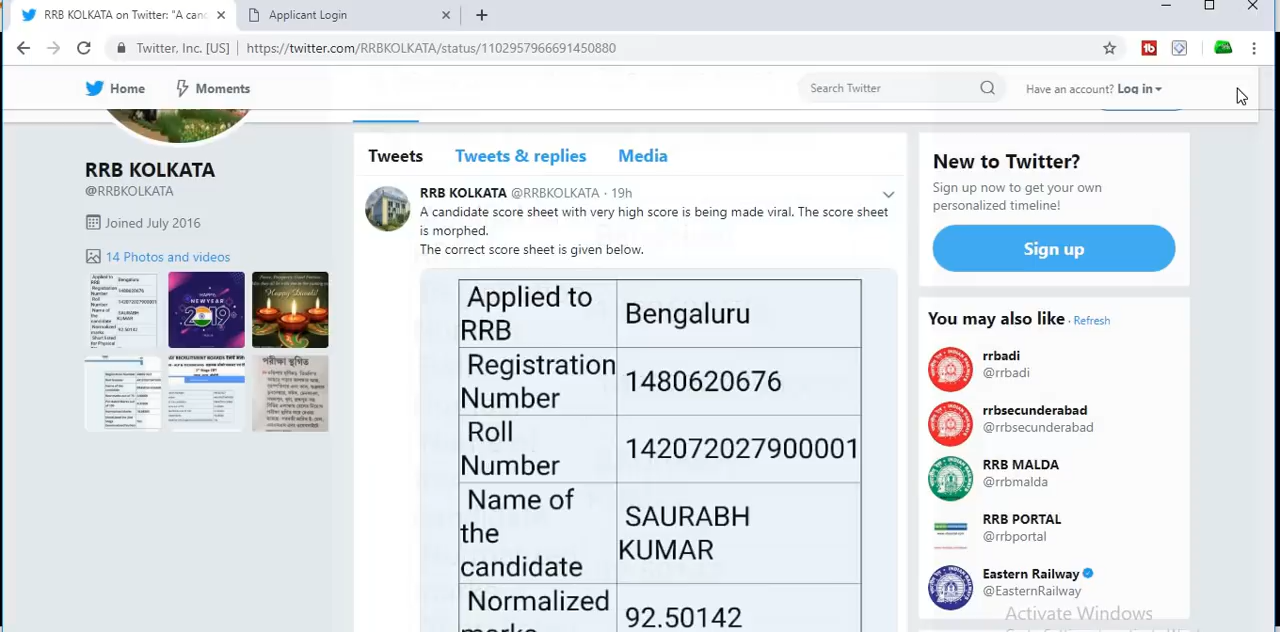 RRB KOLKATA on Twitter: "A canc
Applicant Login
Twitter, Inc. [US]
https://twitter.com/RRBKOLKATA/status/1102957966691450880
Home
Moments
Search Twitter
Have an account? Log in
RRB KOLKATA
@RRBKOLKATA
Joined July 2016
14 Photos and videos
Tweets
Tweets & replies
Media
RRB KOLKATA @RRBKOLKATA · 19h
A candidate score sheet with very high score is being made viral. The score sheet
is morphed.
The correct score sheet is given below.
Applied to
RRB
Bengaluru
Registration
Number
1480620676
Roll
Number
142072027900001
Name of
the
candidate
SAURABH
KUMAR
Normalized
marks
92.50142
New to Twitter?
Sign up now to get your own
personalized timeline!
Sign up
You may also like · Refresh
rrbadi
@rrbadi
rrbsecunderabad
@rrbsecunderabad
RRB MALDA
@rrbmalda
RRB PORTAL
@rrbportal
Eastern Railway
@EasternRailway
Activate Windows